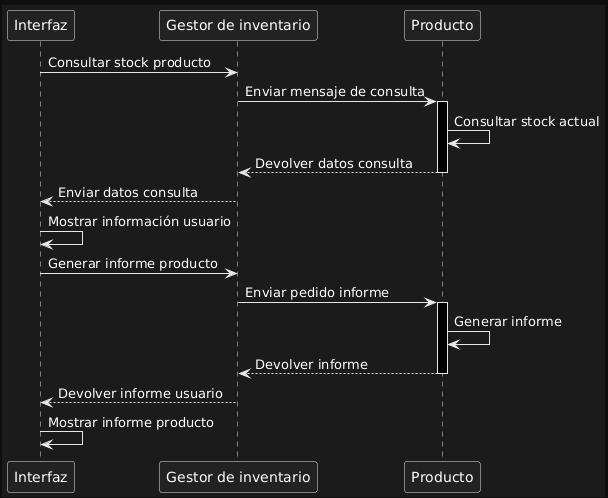 Interfaz
Gestor de inventario
Producto
Consultar stock producto
Enviar mensaje de consulta
Consultar stock actual
Devolver datos consulta
Enviar datos consulta
Mostrar información usuario
Generar informe producto
Enviar pedido informe
Generar informe
Devolver informe
Devolver informe usuario
Mostrar informe producto
Interfaz
Gestor de inventario
Producto